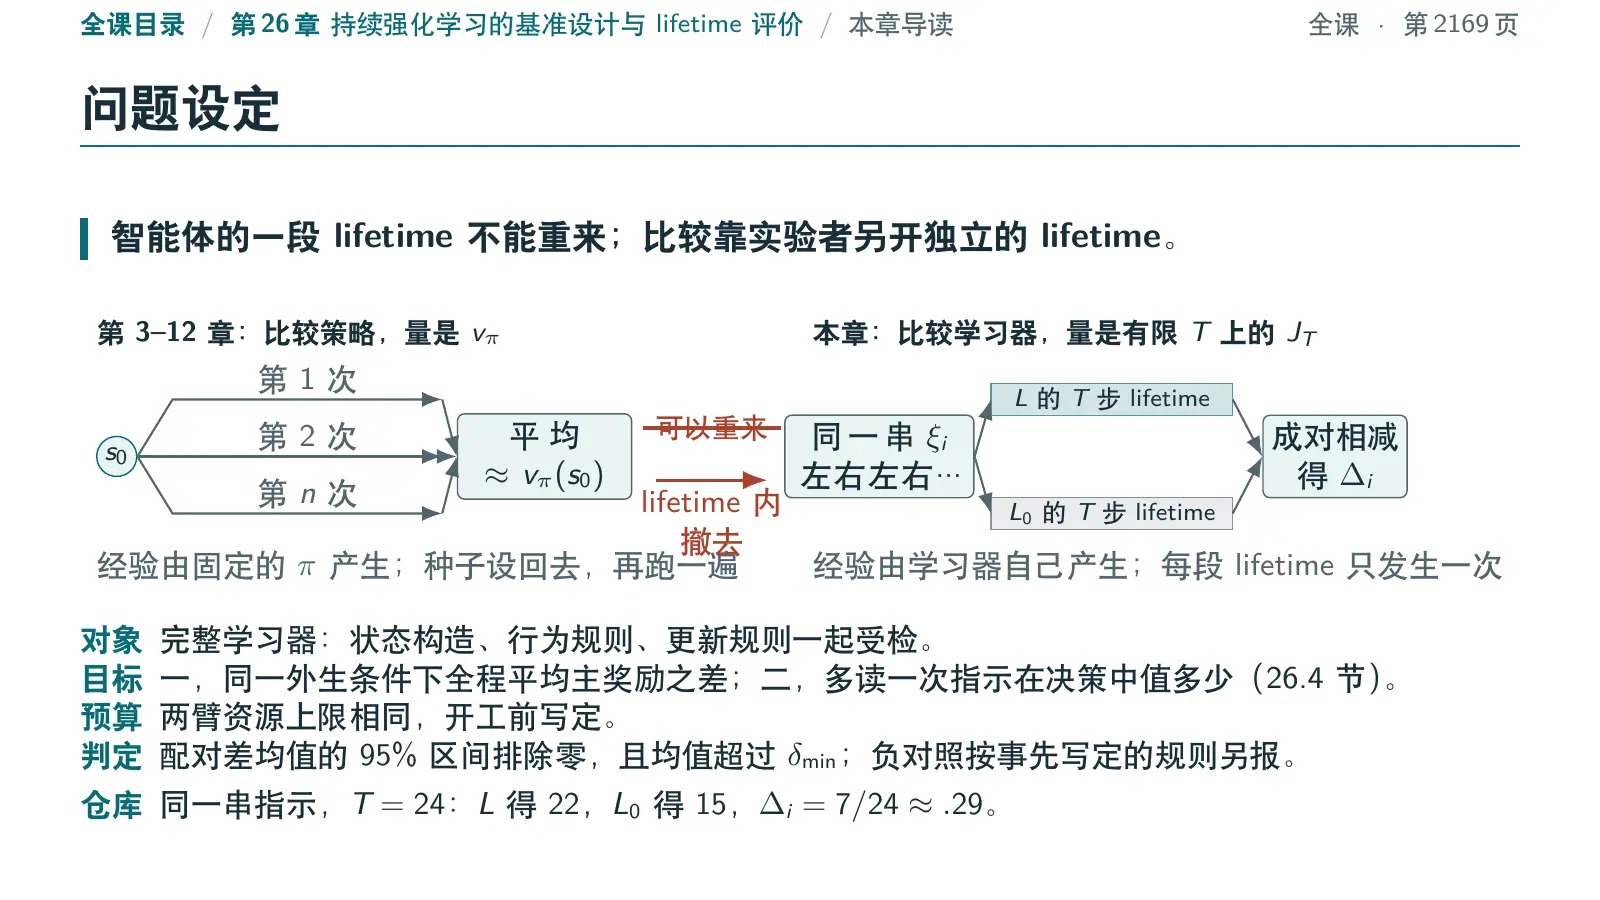 全课目录 / 第 26 章 持续强化学习的基准设计与 lifetime 评价 / 本章导读
全课 · 第 2169 页
问题设定
智能体的一段 lifetime 不能重来；比较靠实验者另开独立的 lifetime。
第 3–12 章：比较策略，量是 vπ
第 1 次
第 2 次
第 n 次
s0
平均
≈ vπ(s0)
经验由固定的 π 产生；种子设回去，再跑一遍
可以重来
lifetime 内
撤去
本章：比较学习器，量是有限 T 上的 JT
同一串 ξi
左右左右⋯
L 的 T 步 lifetime
L0 的 T 步 lifetime
成对相减
得 Δi
经验由学习器自己产生；每段 lifetime 只发生一次
对象 完整学习器：状态构造、行为规则、更新规则一起受检。
目标 一，同一外生条件下全程平均主奖励之差；二，多读一次指示在决策中值多少（26.4 节）。
预算 两臂资源上限相同，开工前写定。
判定 配对差均值的 95% 区间排除零，且均值超过 δmin；负对照按事先写定的规则另报。
仓库 同一串指示，T = 24：L 得 22，L0 得 15，Δi = 7/24 ≈ .29。